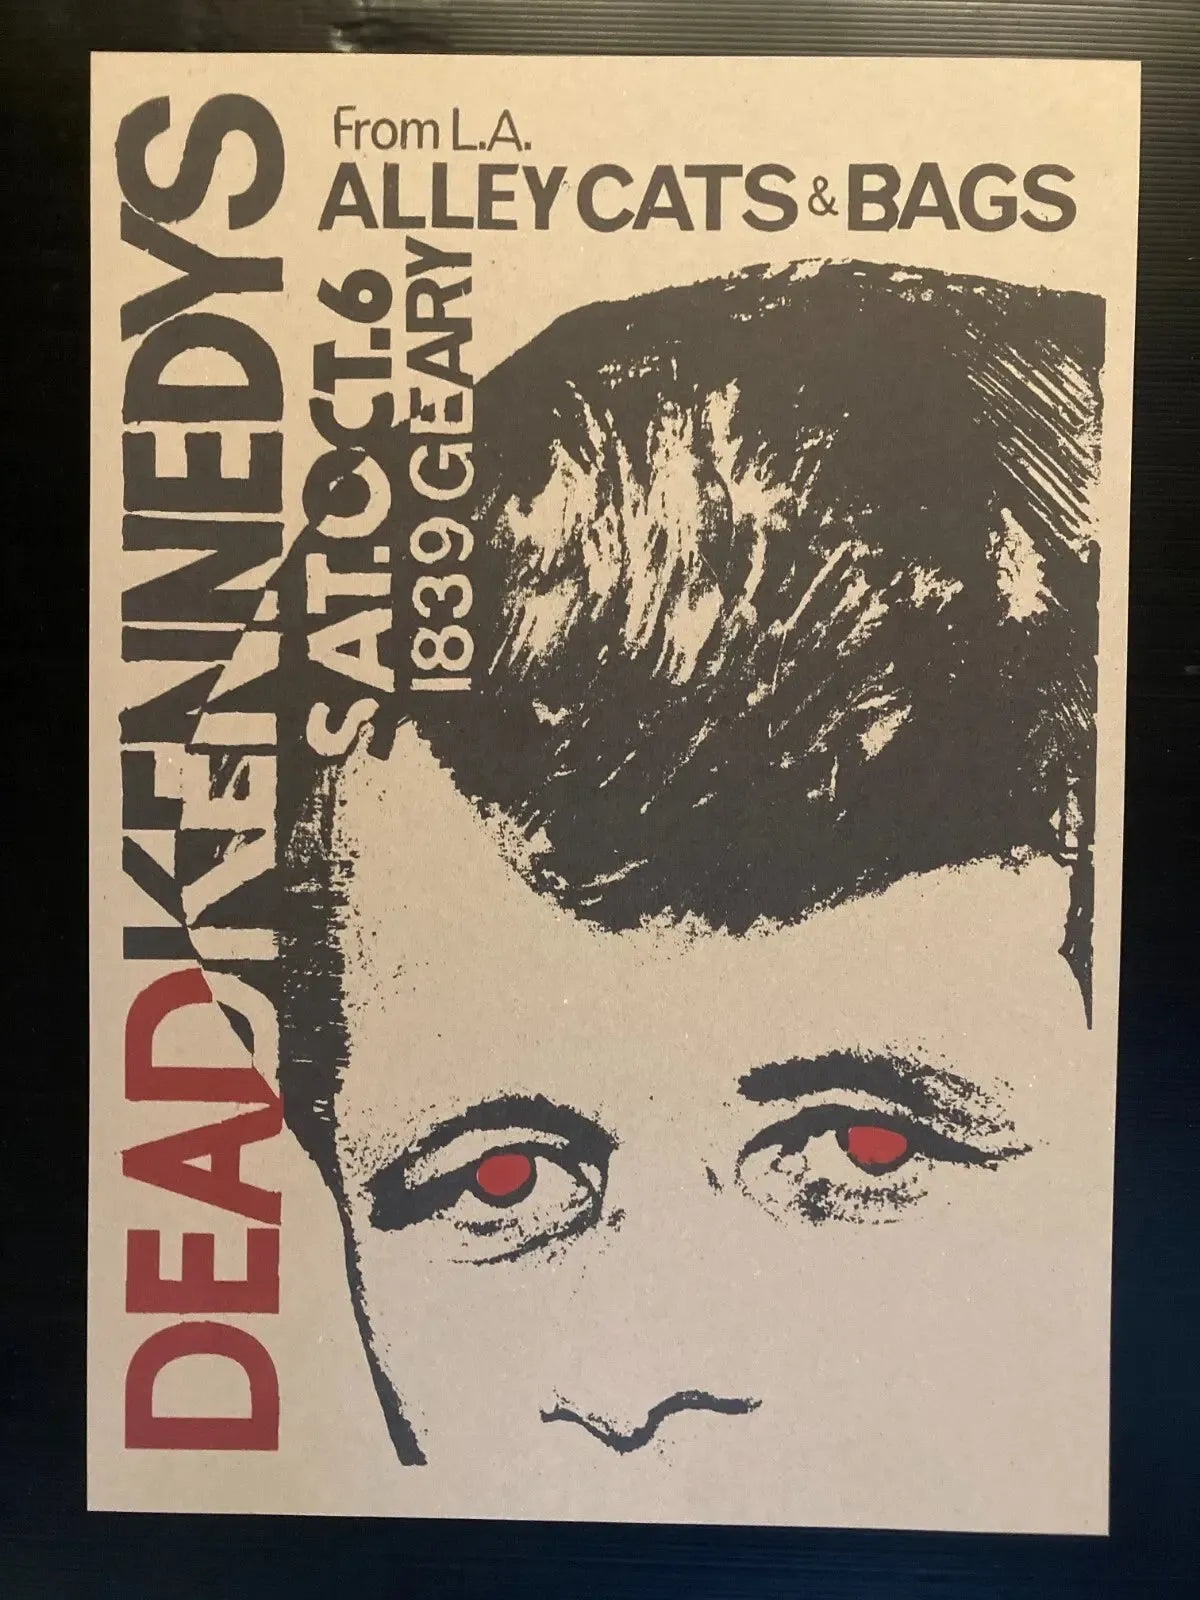 From L.A.
ALLEY CATS & BAGS
DEAD KENNEDYS
SAT. OCT. 6
1839 GEARY